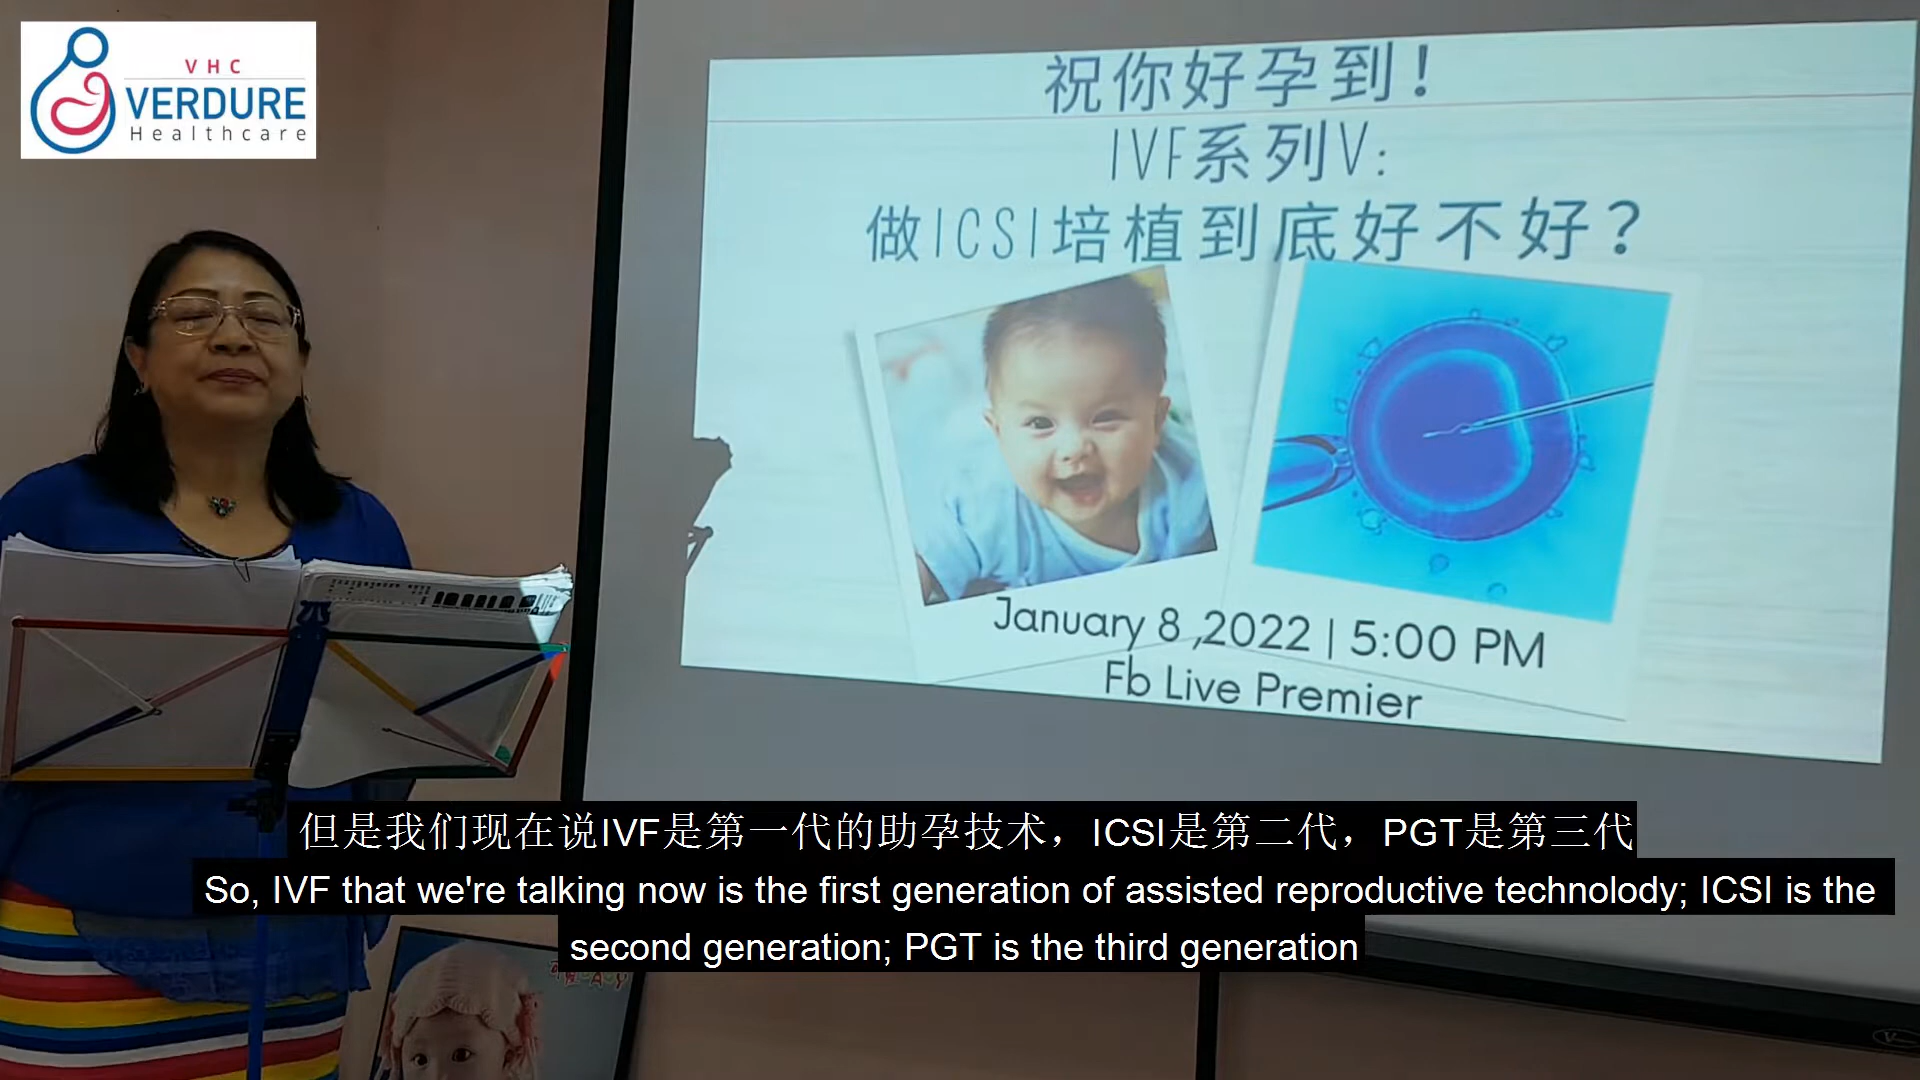 VHC
VERDURE
Healthcare
祝你好孕到！
IVF系列V:
做ICSI培植到底好不好？
January 8 ,2022 | 5:00 PM
Fb Live Premier
但是我们现在说IVF是第一代的助孕技术，ICSI是第二代，PGT是第三代
So, IVF that we're talking now is the first generation of assisted reproductive technolody; ICSI is the
second generation; PGT is the third generation